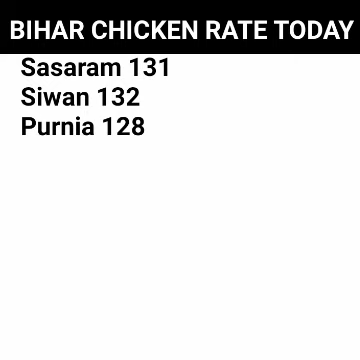 BIHAR CHICKEN RATE TODAY
Sasaram 131
Siwan 132
Purnia 128